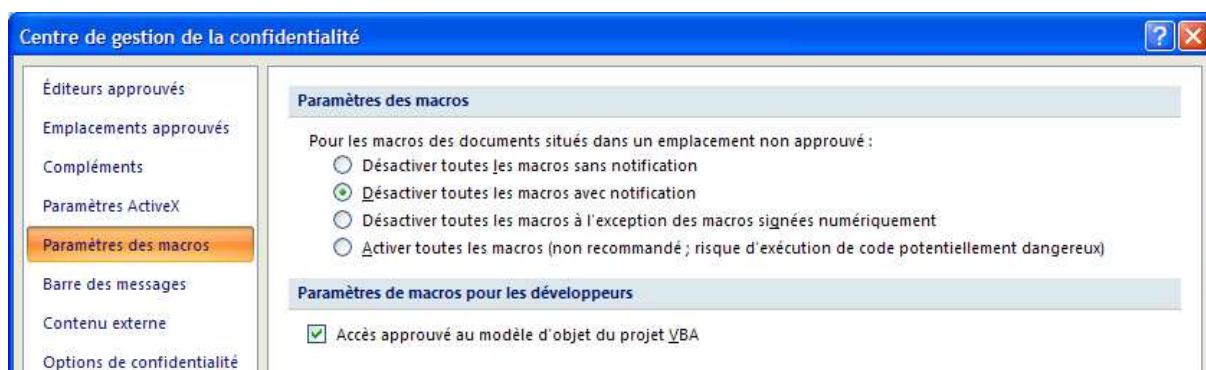 Centre de gestion de la confidentialité
Éditeurs approuvés
Emplacements approuvés
Compléments
Paramètres ActiveX
Paramètres des macros
Barre des messages
Contenu externe
Options de confidentialité
Paramètres des macros
Pour les macros des documents situés dans un emplacement non approuvé :
Désactiver toutes les macros sans notification
Désactiver toutes les macros avec notification
Désactiver toutes les macros à l'exception des macros signées numériquement
Activer toutes les macros (non recommandé ; risque d'exécution de code potentiellement dangereux)
Paramètres de macros pour les développeurs
Accès approuvé au modèle d'objet du projet VBA